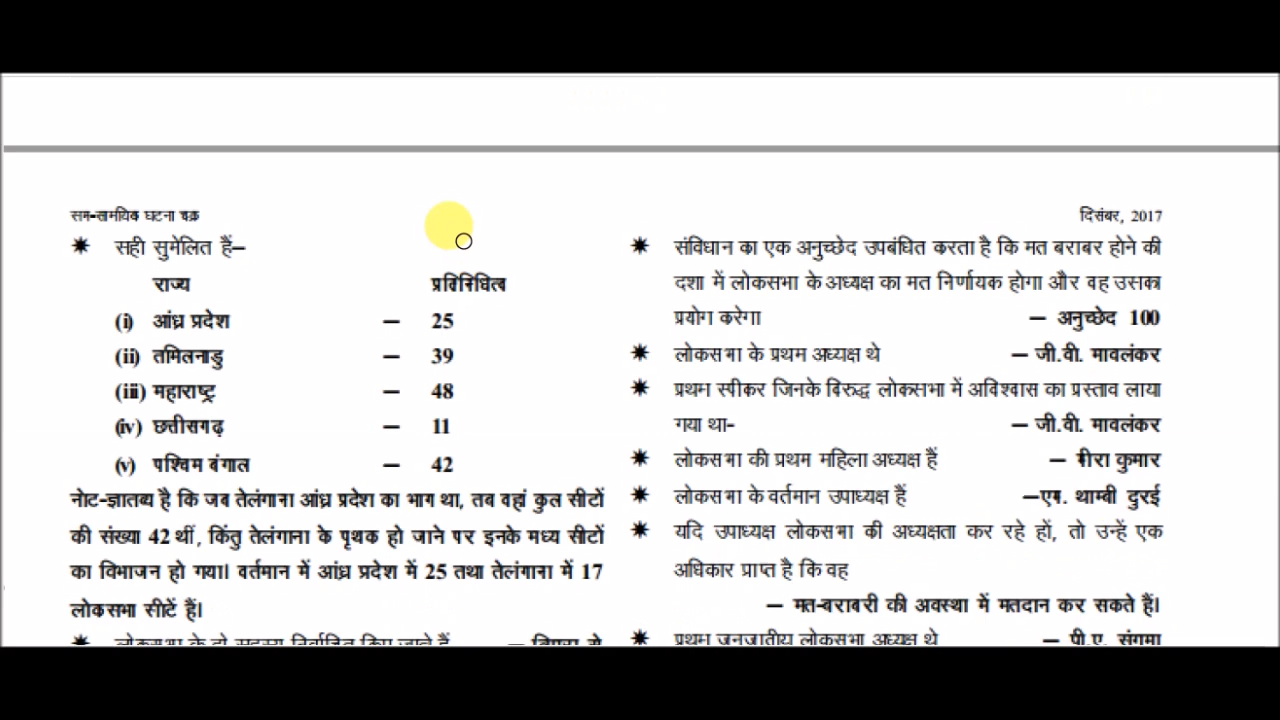 सम-सामयिक घटना चक्र
दिसंबर, 2017
* सही सुमेलित हैं–
राज्य प्रतिनिधित्व
(i) आंध्र प्रदेश – 25
(ii) तमिलनाडु – 39
(iii) महाराष्ट्र – 48
(iv) छत्तीसगढ़ – 11
(v) पश्चिम बंगाल – 42
नोट-ज्ञातव्य है कि जब तेलंगाना आंध्र प्रदेश का भाग था, तब वहां कुल सीटों
की संख्या 42 थीं, किंतु तेलंगाना के पृथक हो जाने पर इनके मध्य सीटों
का विभाजन हो गया। वर्तमान में आंध्र प्रदेश में 25 तथा तेलंगाना में 17
लोकसभा सीटें हैं।
* लोकसभा के दो सदस्य निर्वाचित किए जाते हैं – त्रिपुरा से
* संविधान का एक अनुच्छेद उपबंधित करता है कि मत बराबर होने की
दशा में लोकसभा के अध्यक्ष का मत निर्णायक होगा और वह उसका
प्रयोग करेगा – अनुच्छेद 100
* लोकसभा के प्रथम अध्यक्ष थे – जी.वी. मावलंकर
* प्रथम स्पीकर जिनके विरुद्ध लोकसभा में अविश्वास का प्रस्ताव लाया
गया था- – जी.वी. मावलंकर
* लोकसभा की प्रथम महिला अध्यक्ष हैं – मीरा कुमार
* लोकसभा के वर्तमान उपाध्यक्ष हैं –एम. थाम्बी दुरई
* यदि उपाध्यक्ष लोकसभा की अध्यक्षता कर रहे हों, तो उन्हें एक
अधिकार प्राप्त है कि वह
– मत-बराबरी की अवस्था में मतदान कर सकते हैं।
* प्रथम जनजातीय लोकसभा अध्यक्ष थे – पी.ए. संगमा